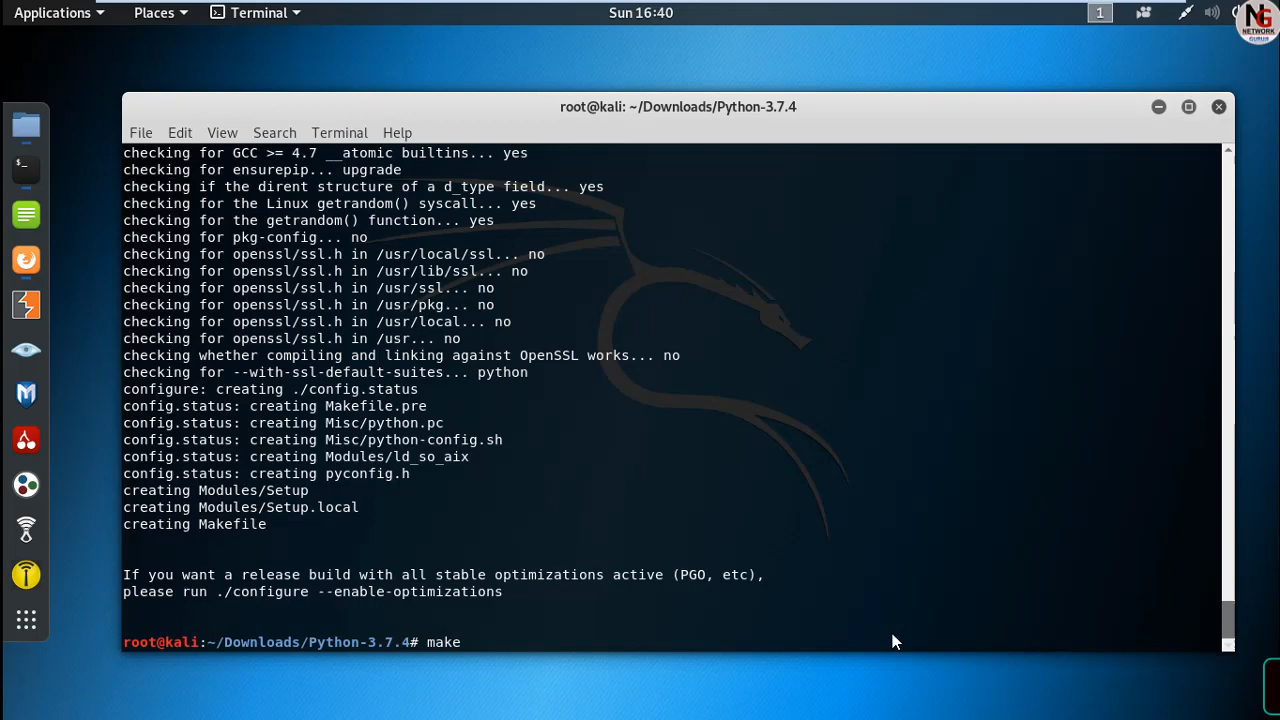 Applications
Places
Terminal
Sun 16:40
1
NG
NETWORK
GURUS
root@kali: ~/Downloads/Python-3.7.4
File Edit View Search Terminal Help
checking for GCC >= 4.7 __atomic builtins... yes
checking for ensurepip... upgrade
checking if the dirent structure of a d_type field... yes
checking for the Linux getrandom() syscall... yes
checking for the getrandom() function... yes
checking for pkg-config... no
checking for openssl/ssl.h in /usr/local/ssl... no
checking for openssl/ssl.h in /usr/lib/ssl... no
checking for openssl/ssl.h in /usr/ssl... no
checking for openssl/ssl.h in /usr/pkg... no
checking for openssl/ssl.h in /usr/local... no
checking for openssl/ssl.h in /usr... no
checking whether compiling and linking against OpenSSL works... no
checking for --with-ssl-default-suites... python
configure: creating ./config.status
config.status: creating Makefile.pre
config.status: creating Misc/python.pc
config.status: creating Misc/python-config.sh
config.status: creating Modules/ld_so_aix
config.status: creating pyconfig.h
creating Modules/Setup
creating Modules/Setup.local
creating Makefile
If you want a release build with all stable optimizations active (PGO, etc),
please run ./configure --enable-optimizations
root@kali:~/Downloads/Python-3.7.4# make